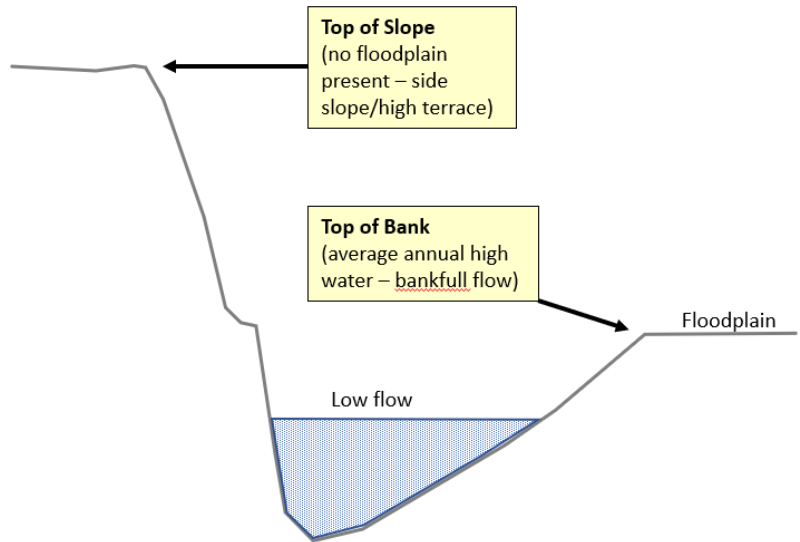 Top of Slope
(no floodplain
present – side
slope/high terrace)
Top of Bank
(average annual high
water – bankfull flow)
Floodplain
Low flow